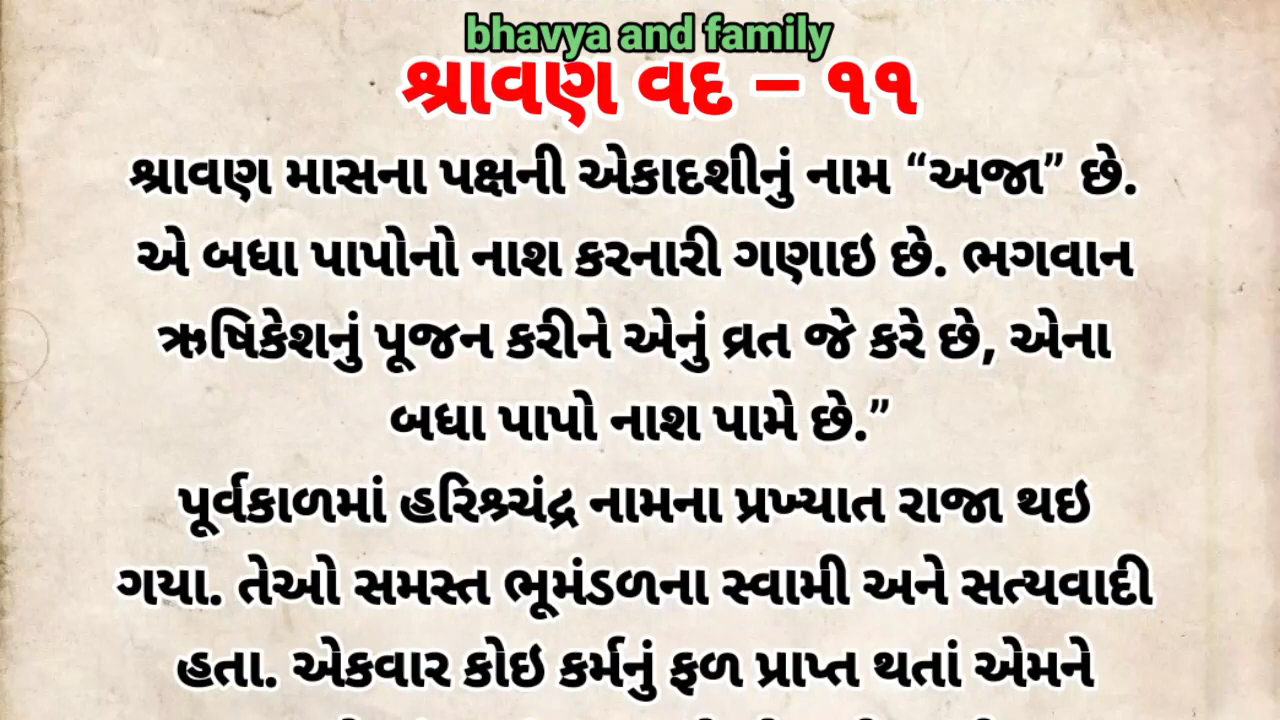 bhavya and family
શ્રાવણ વદ – ૧૧
શ્રાવણ માસના પક્ષની એકાદશીનું નામ “અજા” છે.
એ બધા પાપોનો નાશ કરનારી ગણાઇ છે. ભગવાન
ઋષિકેશનું પૂજન કરીને એનું વ્રત જે કરે છે, એના
બધા પાપો નાશ પામે છે.”
પૂર્વકાળમાં હરિશ્ર્ચંદ્ર નામના પ્રખ્યાત રાજા થઇ
ગયા. તેઓ સમસ્ત ભૂમંડળના સ્વામી અને સત્યવાદી
હતા. એકવાર કોઇ કર્મનું ફળ પ્રાપ્ત થતાં એમને